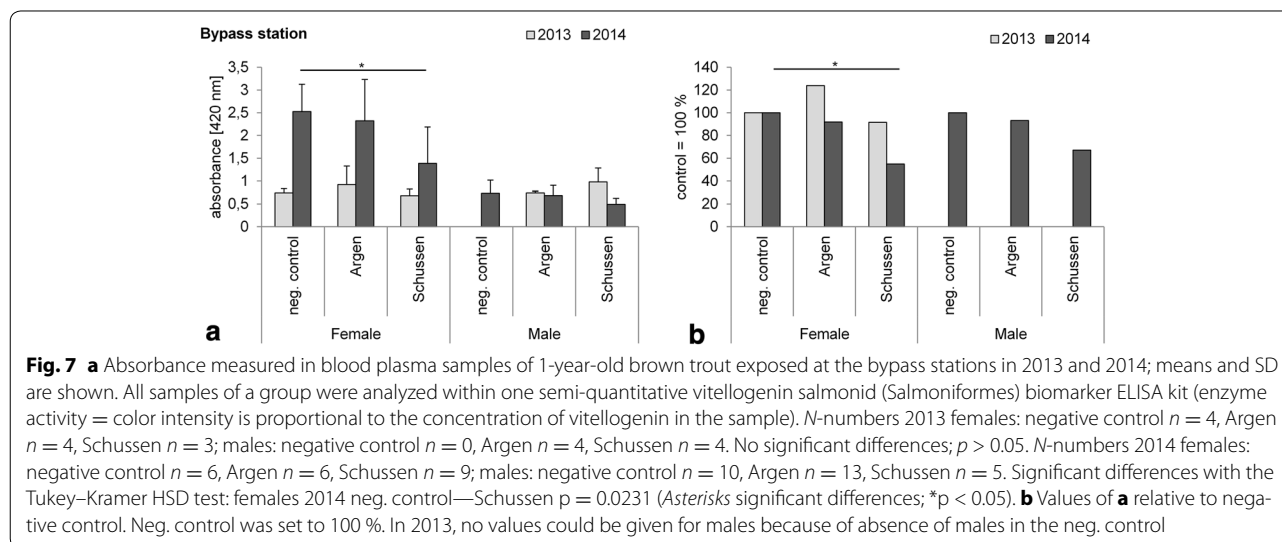 Bypass station
2013 2014
absorbance [420 nm]
3,5
3
2,5
2
1,5
1
0,5
0
*
neg. control
Argen
Schussen
neg. control
Argen
Schussen
Female
Male
a
2013 2014
control = 100 %
140
120
100
80
60
40
20
0
*
neg. control
Argen
Schussen
neg. control
Argen
Schussen
Female
Male
b
Fig. 7 a Absorbance measured in blood plasma samples of 1-year-old brown trout exposed at the bypass stations in 2013 and 2014; means and SD
are shown. All samples of a group were analyzed within one semi-quantitative vitellogenin salmonid (Salmoniformes) biomarker ELISA kit (enzyme
activity = color intensity is proportional to the concentration of vitellogenin in the sample). N-numbers 2013 females: negative control n = 4, Argen
n = 4, Schussen n = 3; males: negative control n = 0, Argen n = 4, Schussen n = 4. No significant differences; p > 0.05. N-numbers 2014 females:
negative control n = 6, Argen n = 6, Schussen n = 9; males: negative control n = 10, Argen n = 13, Schussen n = 5. Significant differences with the
Tukey–Kramer HSD test: females 2014 neg. control—Schussen p = 0.0231 (Asterisks significant differences; *p < 0.05). b Values of a relative to nega-
tive control. Neg. control was set to 100 %. In 2013, no values could be given for males because of absence of males in the neg. control